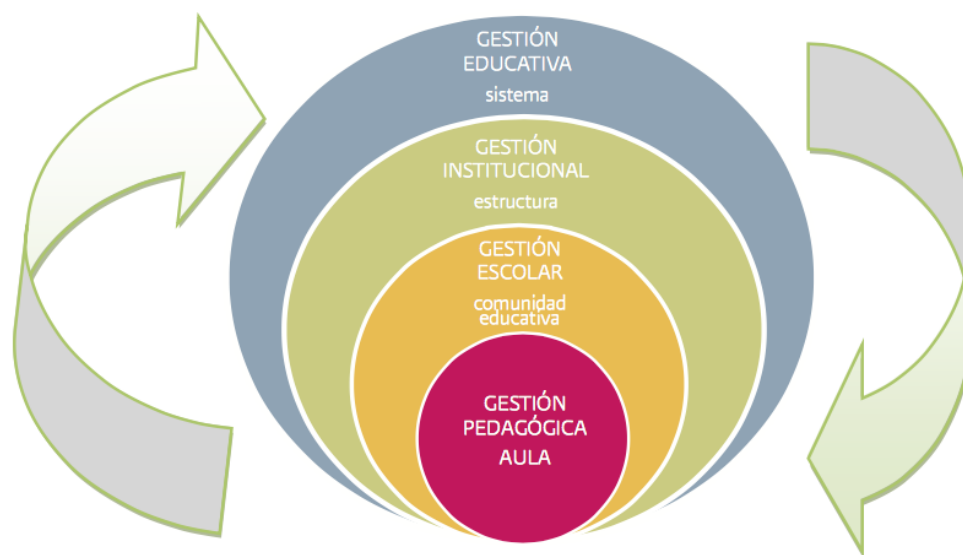 GESTIÓN
EDUCATIVA
sistema
GESTIÓN
INSTITUCIONAL
estructura
GESTIÓN
ESCOLAR
comunidad
educativa
GESTIÓN
PEDAGÓGICA
AULA